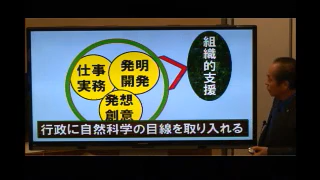 仕事
実務
発明
開発
発想
創意
組織的支援
行政に自然科学の目線を取り入れる